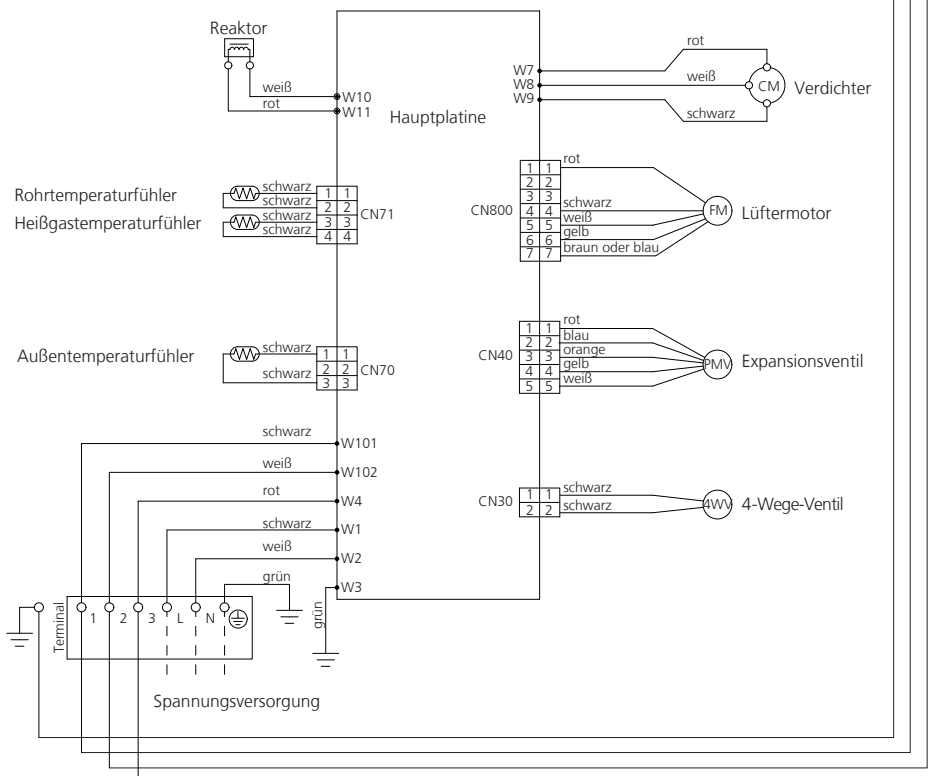 Reaktor
weiß
rot
W10
W11
Hauptplatine
W7
W8
W9
rot
weiß
schwarz
CM
Verdichter
Rohrtemperaturfühler
Heißgastemperaturfühler
schwarz
schwarz
schwarz
schwarz
1 1
2 2
3 3
4 4
CN71
CN800
1 1
2 2
3 3
4 4
5 5
6 6
7 7
rot
schwarz
weiß
gelb
braun oder blau
FM
Lüftermotor
Außentemperaturfühler
schwarz
schwarz
1 1
2 2
3 3
CN70
CN40
1 1
2 2
3 3
4 4
5 5
rot
blau
orange
gelb
weiß
PMV
Expansionsventil
schwarz
W101
weiß
W102
rot
W4
schwarz
W1
weiß
W2
grün
W3
grün
CN30
1 1
2 2
schwarz
schwarz
4WV
4-Wege-Ventil
Terminal
1 2 3 L N
Spannungsversorgung